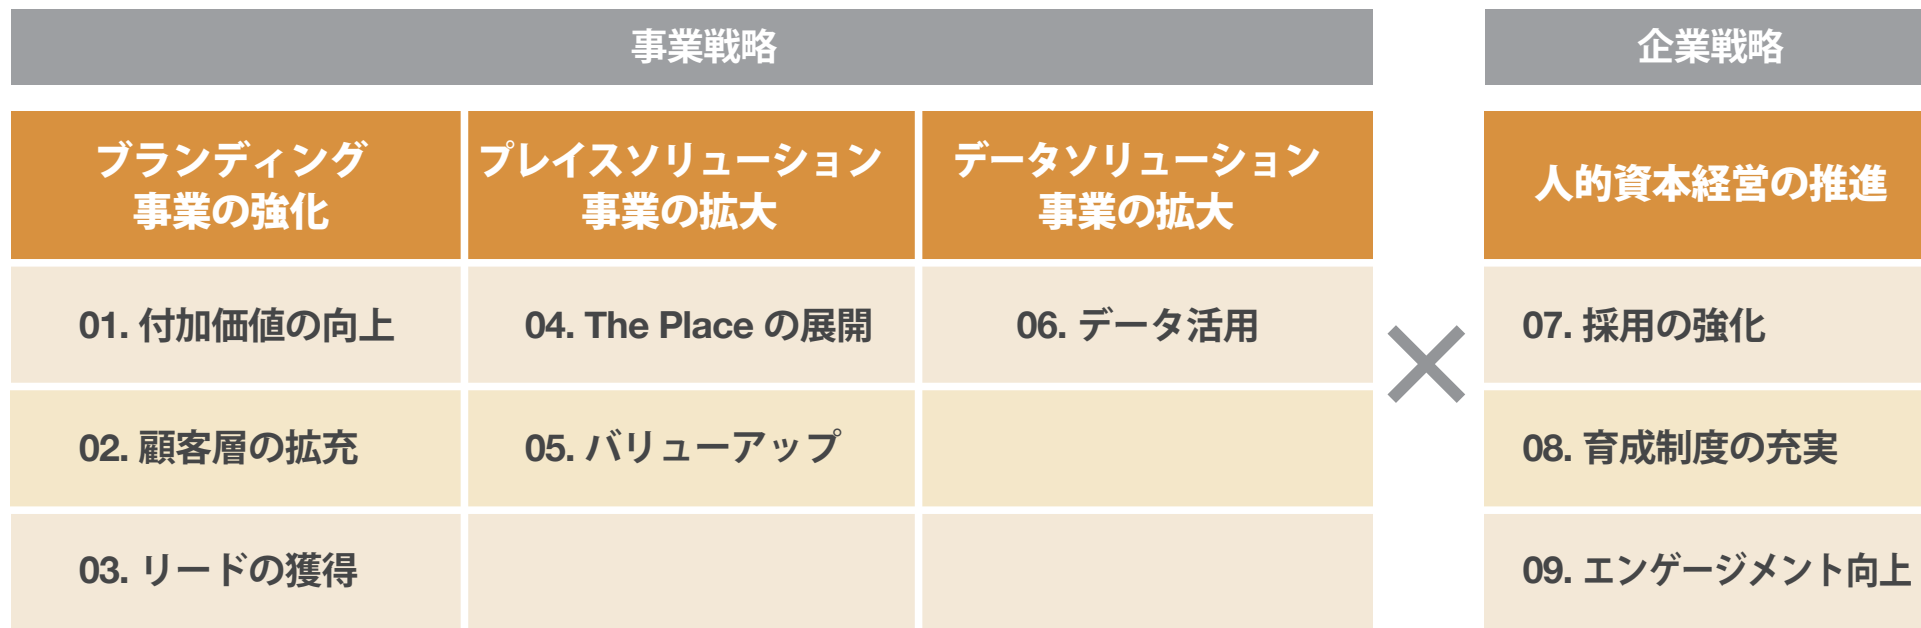 事業戦略
企業戦略
ブランディング
事業の強化
プレイスソリューション
事業の拡大
データソリューション
事業の拡大
人的資本経営の推進
01. 付加価値の向上
04. The Place の展開
06. データ活用
07. 採用の強化
02. 顧客層の拡充
05. バリューアップ
08. 育成制度の充実
03. リードの獲得
09. エンゲージメント向上